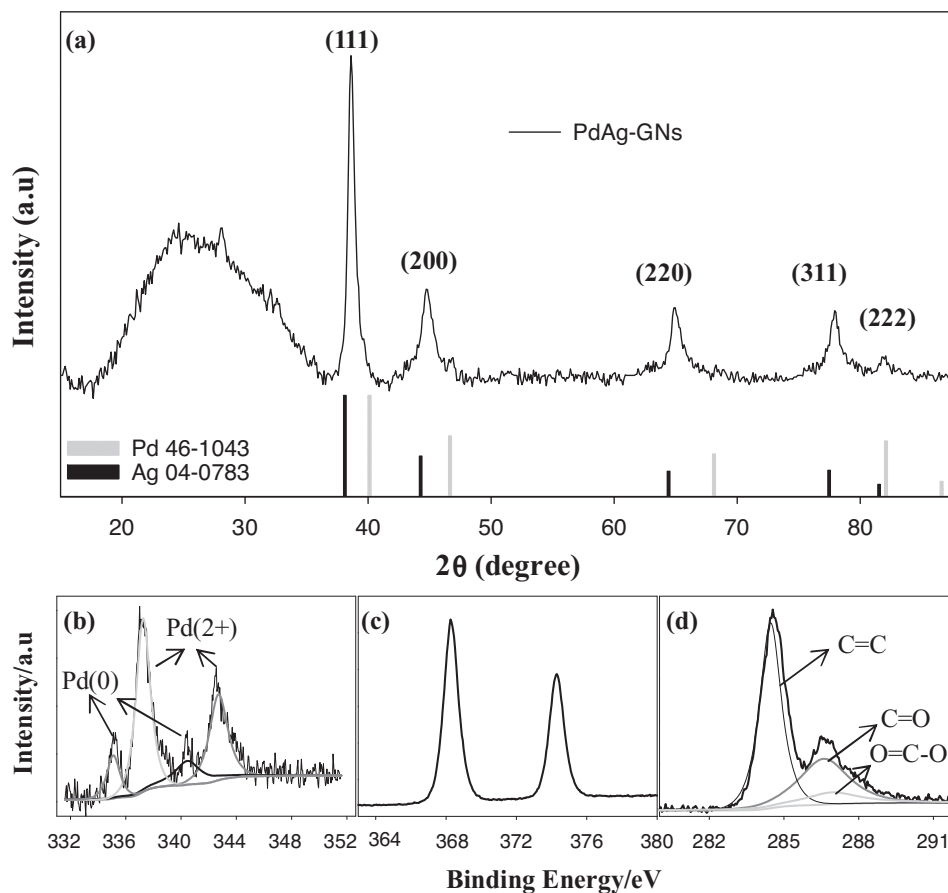 (a)
(111)
PdAg-GNs
(200)
(220)
(311)
(222)
Intensity (a.u)
Pd 46-1043
Ag 04-0783
20 30 40 50 60 70 80
2θ (degree)
(b)
Pd(2+)
Pd(0)
(c)
(d)
C=C
C=O
O=C-O
Intensity/a.u
332 336 340 344 348 352
364 368 372 376 380
282 285 288 291
Binding Energy/eV